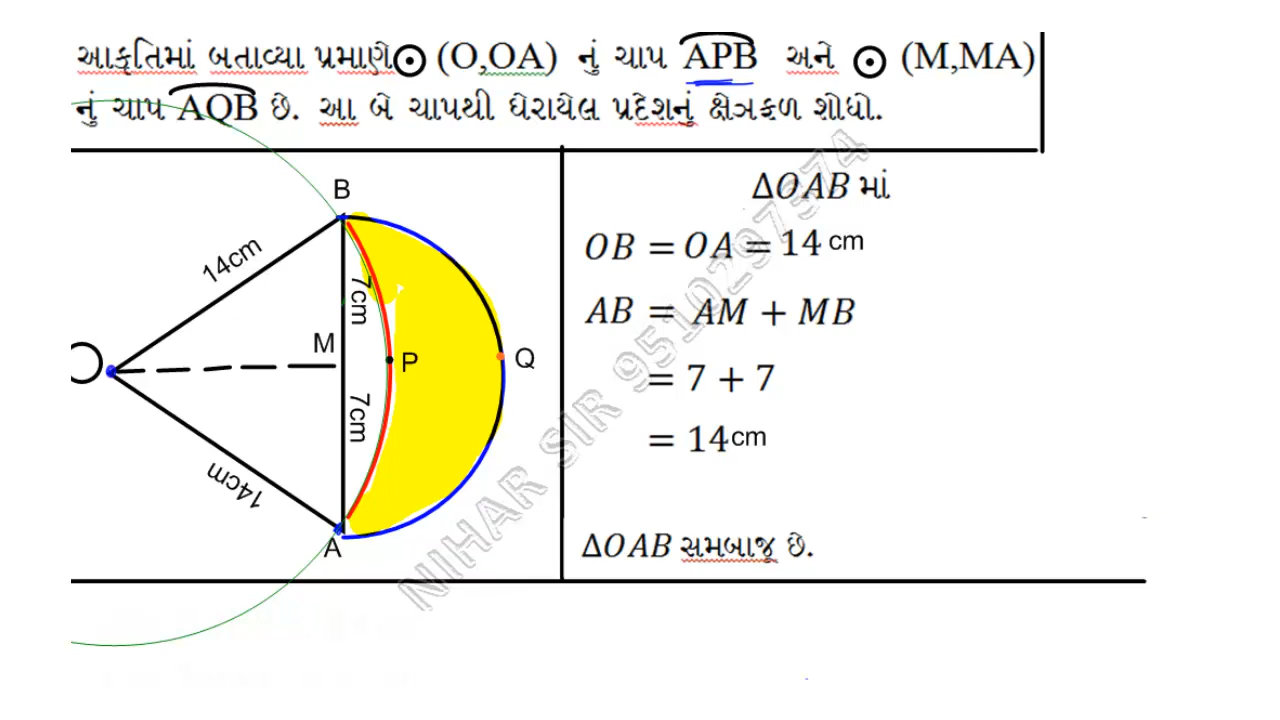 આકૃતિમાં બતાવ્યા પ્રમાણે⊙ (O,OA) નું ચાપ APB અને ⊙ (M,MA)
નું ચાપ AQB છે. આ બે ચાપથી ઘેરાયેલ પ્રદેશનું ક્ષેત્રફળ શોધો.
B
14cm
7cm
M
O
P
Q
7cm
14cm
A
ΔOAB માં
OB = OA = 14 cm
AB = AM + MB
= 7 + 7
= 14cm
ΔOAB સમબાજૂ છે.
NIHAR SIR 9510297374